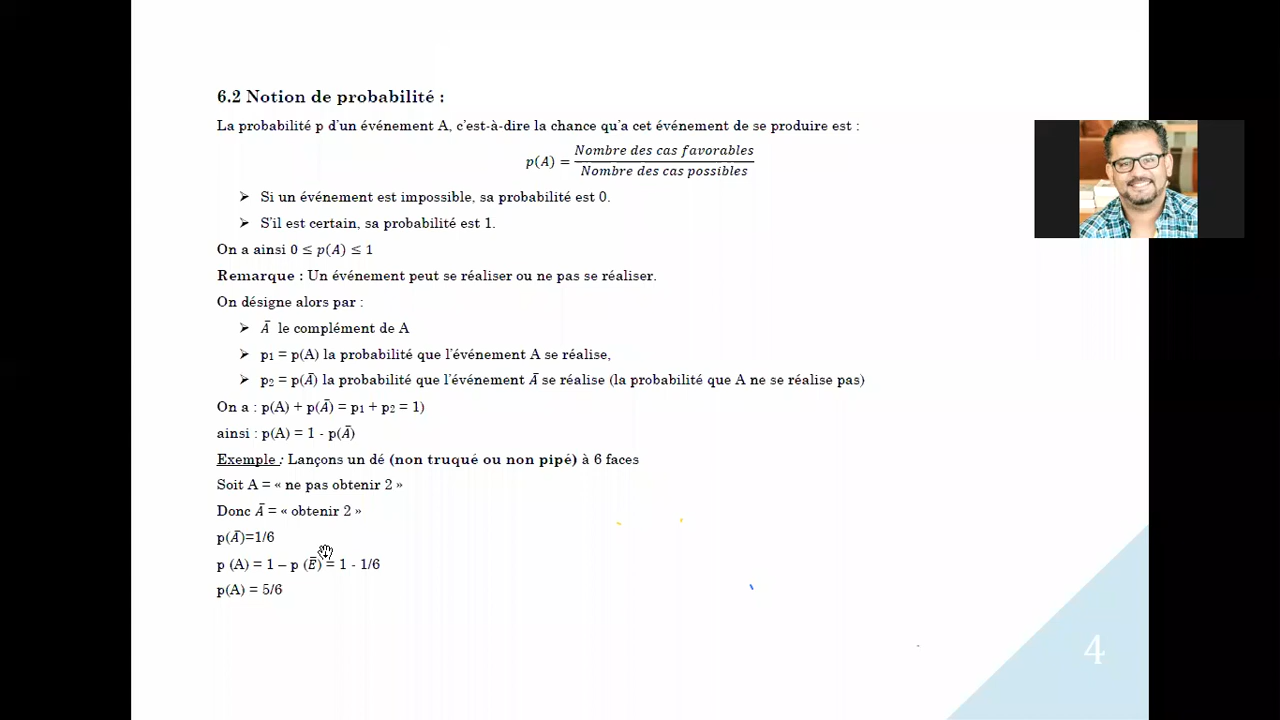 6.2 Notion de probabilité :
La probabilité p d'un événement A, c'est-à-dire la chance qu'a cet événement de se produire est :
p(A) = Nombre des cas favorables / Nombre des cas possibles
➢ Si un événement est impossible, sa probabilité est 0.
➢ S'il est certain, sa probabilité est 1.
On a ainsi 0 ≤ p(A) ≤ 1
Remarque : Un événement peut se réaliser ou ne pas se réaliser.
On désigne alors par :
➢ Ā le complément de A
➢ p₁ = p(A) la probabilité que l'événement A se réalise,
➢ p₂ = p(Ā) la probabilité que l'événement Ā se réalise (la probabilité que A ne se réalise pas)
On a : p(A) + p(Ā) = p₁ + p₂ = 1)
ainsi : p(A) = 1 - p(Ā)
Exemple : Lançons un dé (non truqué ou non pipé) à 6 faces
Soit A = « ne pas obtenir 2 »
Donc Ā = « obtenir 2 »
p(Ā)=1/6
p (A) = 1 – p (Ē) = 1 - 1/6
p(A) = 5/6
4